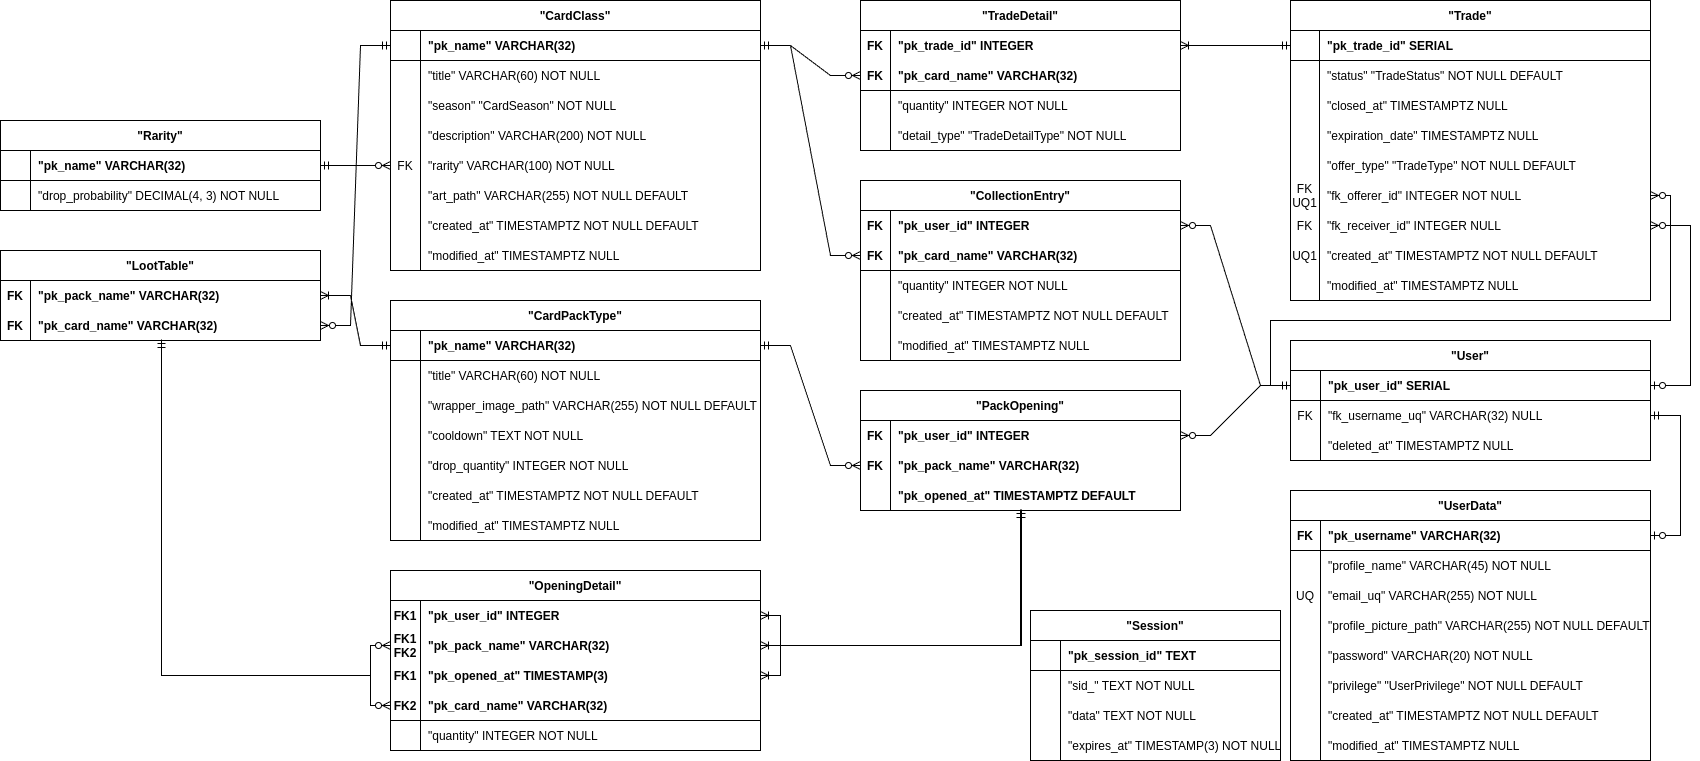 "Rarity"
"pk_name" VARCHAR(32)
"drop_probability" DECIMAL(4, 3) NOT NULL
"LootTable"
FK "pk_pack_name" VARCHAR(32)
FK "pk_card_name" VARCHAR(32)
"CardClass"
"pk_name" VARCHAR(32)
"title" VARCHAR(60) NOT NULL
"season" "CardSeason" NOT NULL
"description" VARCHAR(200) NOT NULL
FK "rarity" VARCHAR(100) NOT NULL
"art_path" VARCHAR(255) NOT NULL DEFAULT
"created_at" TIMESTAMPTZ NOT NULL DEFAULT
"modified_at" TIMESTAMPTZ NULL
"CardPackType"
"pk_name" VARCHAR(32)
"title" VARCHAR(60) NOT NULL
"wrapper_image_path" VARCHAR(255) NOT NULL DEFAULT
"cooldown" TEXT NOT NULL
"drop_quantity" INTEGER NOT NULL
"created_at" TIMESTAMPTZ NOT NULL DEFAULT
"modified_at" TIMESTAMPTZ NULL
"OpeningDetail"
FK1 "pk_user_id" INTEGER
FK1
FK2 "pk_pack_name" VARCHAR(32)
FK1 "pk_opened_at" TIMESTAMP(3)
FK2 "pk_card_name" VARCHAR(32)
"quantity" INTEGER NOT NULL
"TradeDetail"
FK "pk_trade_id" INTEGER
FK "pk_card_name" VARCHAR(32)
"quantity" INTEGER NOT NULL
"detail_type" "TradeDetailType" NOT NULL
"CollectionEntry"
FK "pk_user_id" INTEGER
FK "pk_card_name" VARCHAR(32)
"quantity" INTEGER NOT NULL
"created_at" TIMESTAMPTZ NOT NULL DEFAULT
"modified_at" TIMESTAMPTZ NULL
"PackOpening"
FK "pk_user_id" INTEGER
FK "pk_pack_name" VARCHAR(32)
"pk_opened_at" TIMESTAMPTZ DEFAULT
"Session"
"pk_session_id" TEXT
"sid_" TEXT NOT NULL
"data" TEXT NOT NULL
"expires_at" TIMESTAMP(3) NOT NULL
"Trade"
"pk_trade_id" SERIAL
"status" "TradeStatus" NOT NULL DEFAULT
"closed_at" TIMESTAMPTZ NULL
"expiration_date" TIMESTAMPTZ NULL
"offer_type" "TradeType" NOT NULL DEFAULT
FK
UQ1 "fk_offerer_id" INTEGER NOT NULL
FK "fk_receiver_id" INTEGER NULL
UQ1 "created_at" TIMESTAMPTZ NOT NULL DEFAULT
"modified_at" TIMESTAMPTZ NULL
"User"
"pk_user_id" SERIAL
FK "fk_username_uq" VARCHAR(32) NULL
"deleted_at" TIMESTAMPTZ NULL
"UserData"
FK "pk_username" VARCHAR(32)
"profile_name" VARCHAR(45) NOT NULL
UQ "email_uq" VARCHAR(255) NOT NULL
"profile_picture_path" VARCHAR(255) NOT NULL DEFAULT
"password" VARCHAR(20) NOT NULL
"privilege" "UserPrivilege" NOT NULL DEFAULT
"created_at" TIMESTAMPTZ NOT NULL DEFAULT
"modified_at" TIMESTAMPTZ NULL